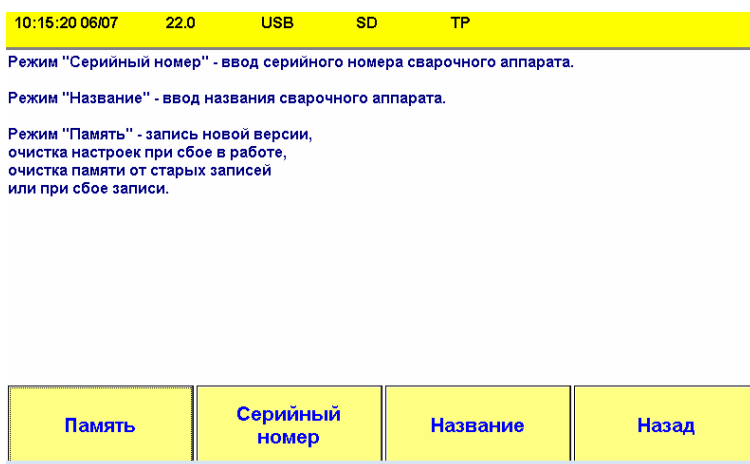 10:15:20 06/07 22.0 USB SD TP
Режим "Серийный номер" - ввод серийного номера сварочного аппарата.
Режим "Название" - ввод названия сварочного аппарата.
Режим "Память" - запись новой версии,
очистка настроек при сбое в работе,
очистка памяти от старых записей
или при сбое записи.
Память
Серийный
номер
Название
Назад